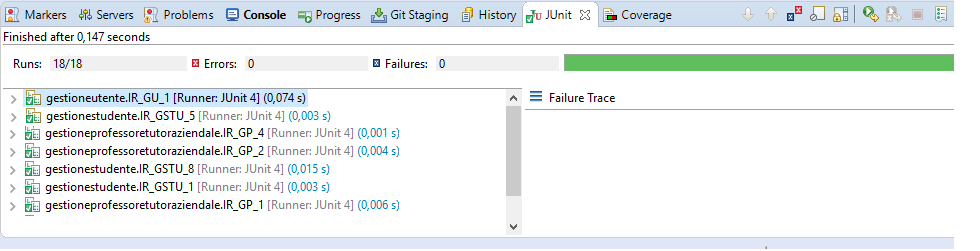 Markers Servers Runs Problems Console Progress Git Staging History JUnit Coverage
Finished after 0,147 seconds
Runs: 18/18 Errors: 0 Failures: 0
gestioneutente.IR_GU_1 [Runner: JUnit 4] (0,074 s)
Failure Trace
gestionestudente.IR_GSTU_5 [Runner: JUnit 4] (0,003 s)
gestioneprofessoretutoraziendale.IR_GP_4 [Runner: JUnit 4] (0,001 s)
gestioneprofessoretutoraziendale.IR_GP_2 [Runner: JUnit 4] (0,004 s)
gestionestudente.IR_GSTU_8 [Runner: JUnit 4] (0,015 s)
gestionestudente.IR_GSTU_1 [Runner: JUnit 4] (0,003 s)
gestioneprofessoretutoraziendale.IR_GP_1 [Runner: JUnit 4] (0,006 s)